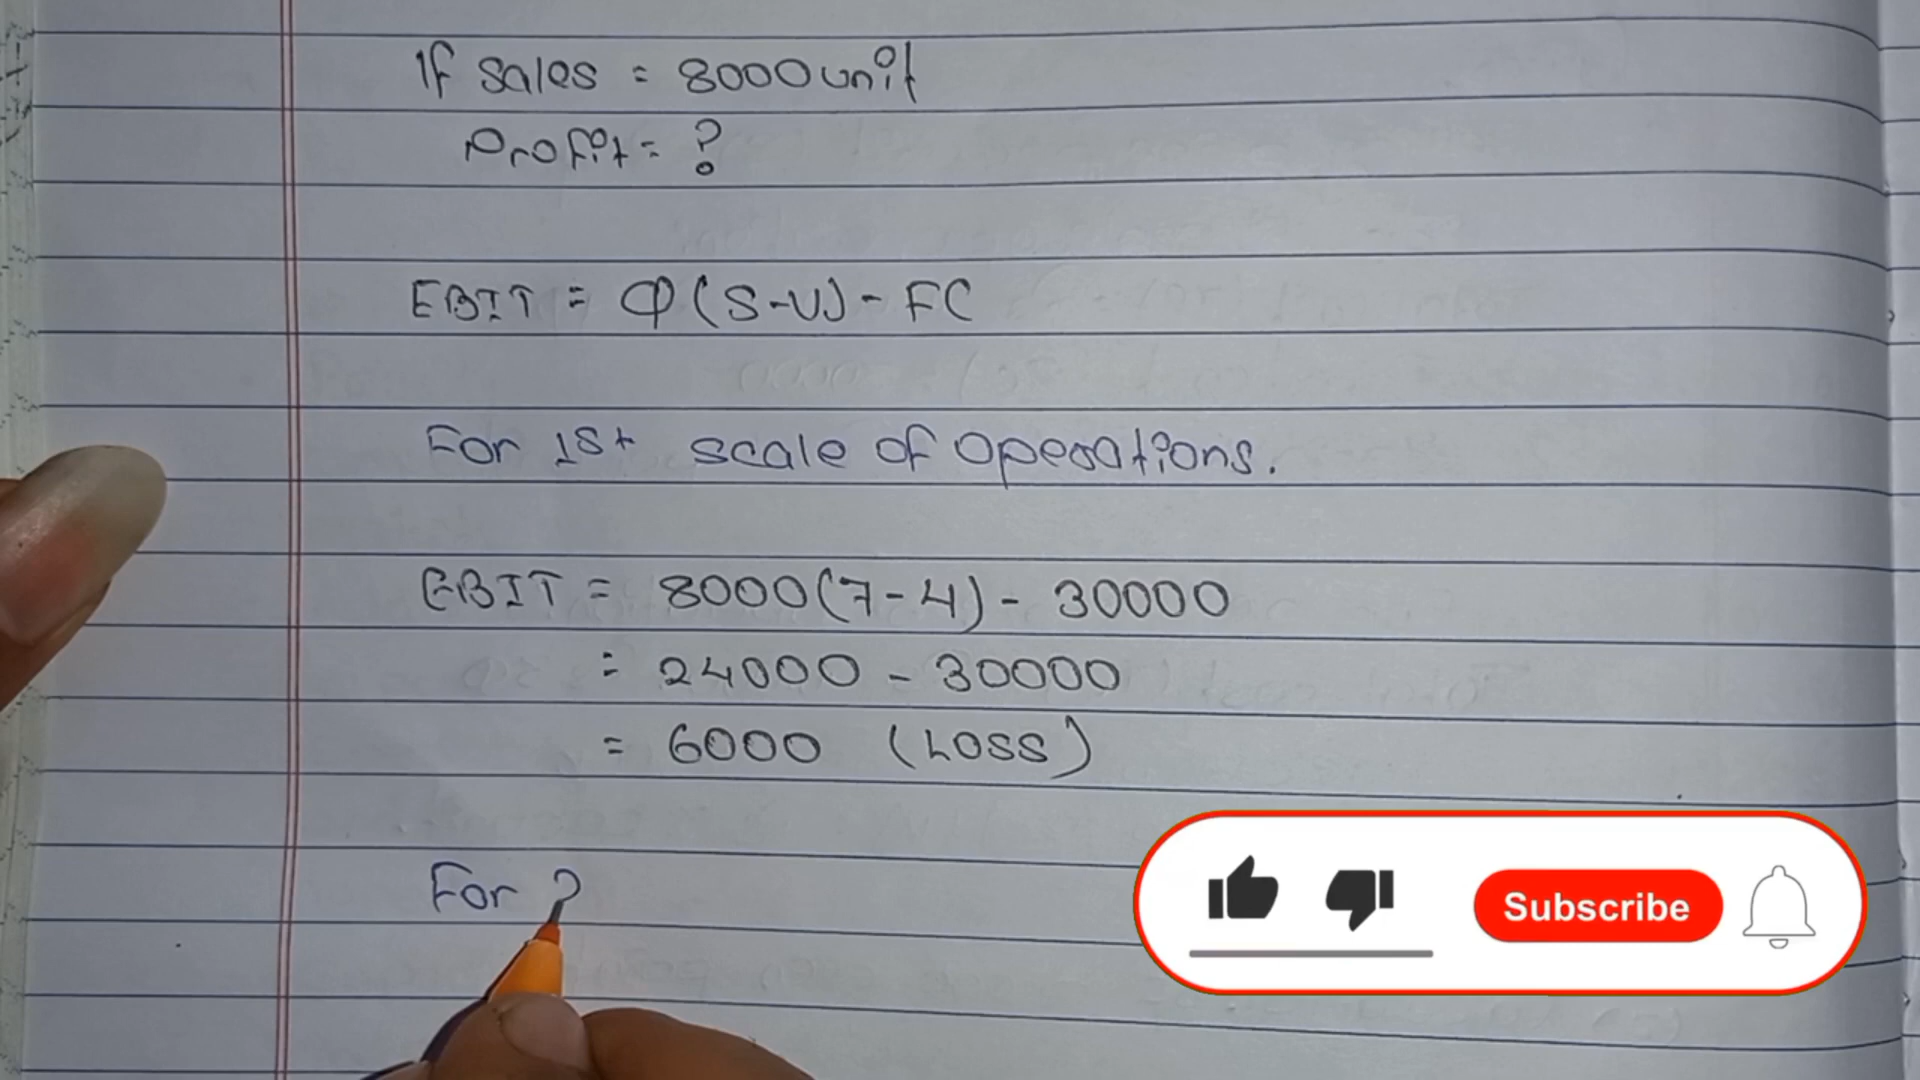 If sales = 8000 unit
Profit = ?
EBIT = Q(S-V) - FC
For 1st scale of operations.
EBIT = 8000(7-4) - 30000
= 24000 - 30000
= 6000 (Loss)
For 2
Subscribe